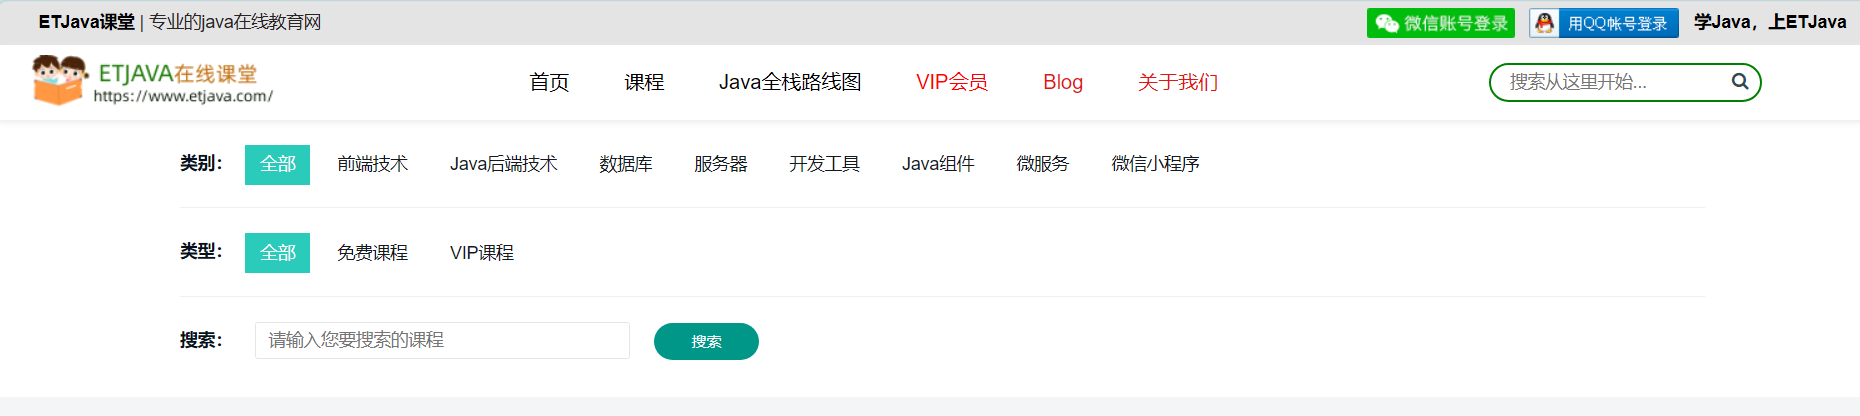 ETJava课堂 | 专业的java在线教育网 微信账号登录 用QQ帐号登录 学Java，上ETJava
ETJAVA在线课堂
https://www.etjava.com/
首页 课程 Java全栈路线图 VIP会员 Blog 关于我们 搜索从这里开始...
类别： 全部 前端技术 Java后端技术 数据库 服务器 开发工具 Java组件 微服务 微信小程序
类型： 全部 免费课程 VIP课程
搜索： 请输入您要搜索的课程 搜索